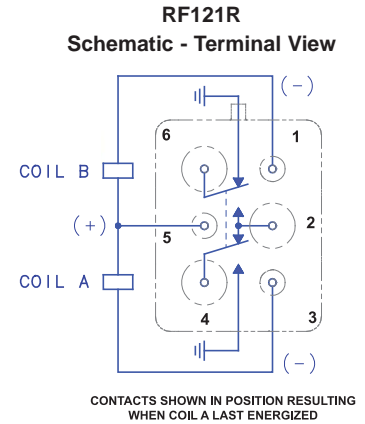 RF121R
Schematic - Terminal View
(-)
6
1
COIL B
(+)
5
2
COIL A
4
3
(-)
CONTACTS SHOWN IN POSITION RESULTING
WHEN COIL A LAST ENERGIZED